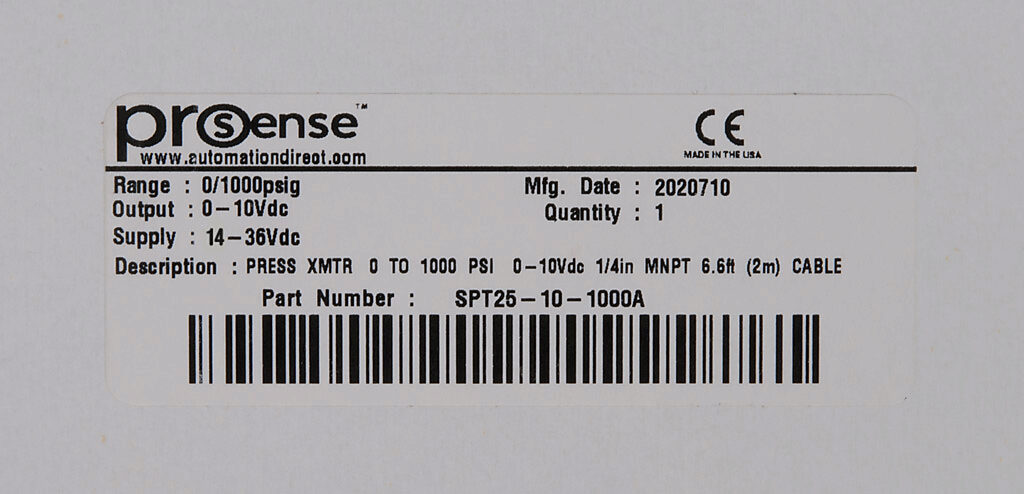 prosense™
www.automationdirect.com
CE
MADE IN THE USA
Range : 0/1000psig
Mfg. Date : 2020710
Output : 0-10Vdc
Quantity : 1
Supply : 14-36Vdc
Description : PRESS XMTR 0 TO 1000 PSI 0-10Vdc 1/4in MNPT 6.6ft (2m) CABLE
Part Number : SPT25-10-1000A